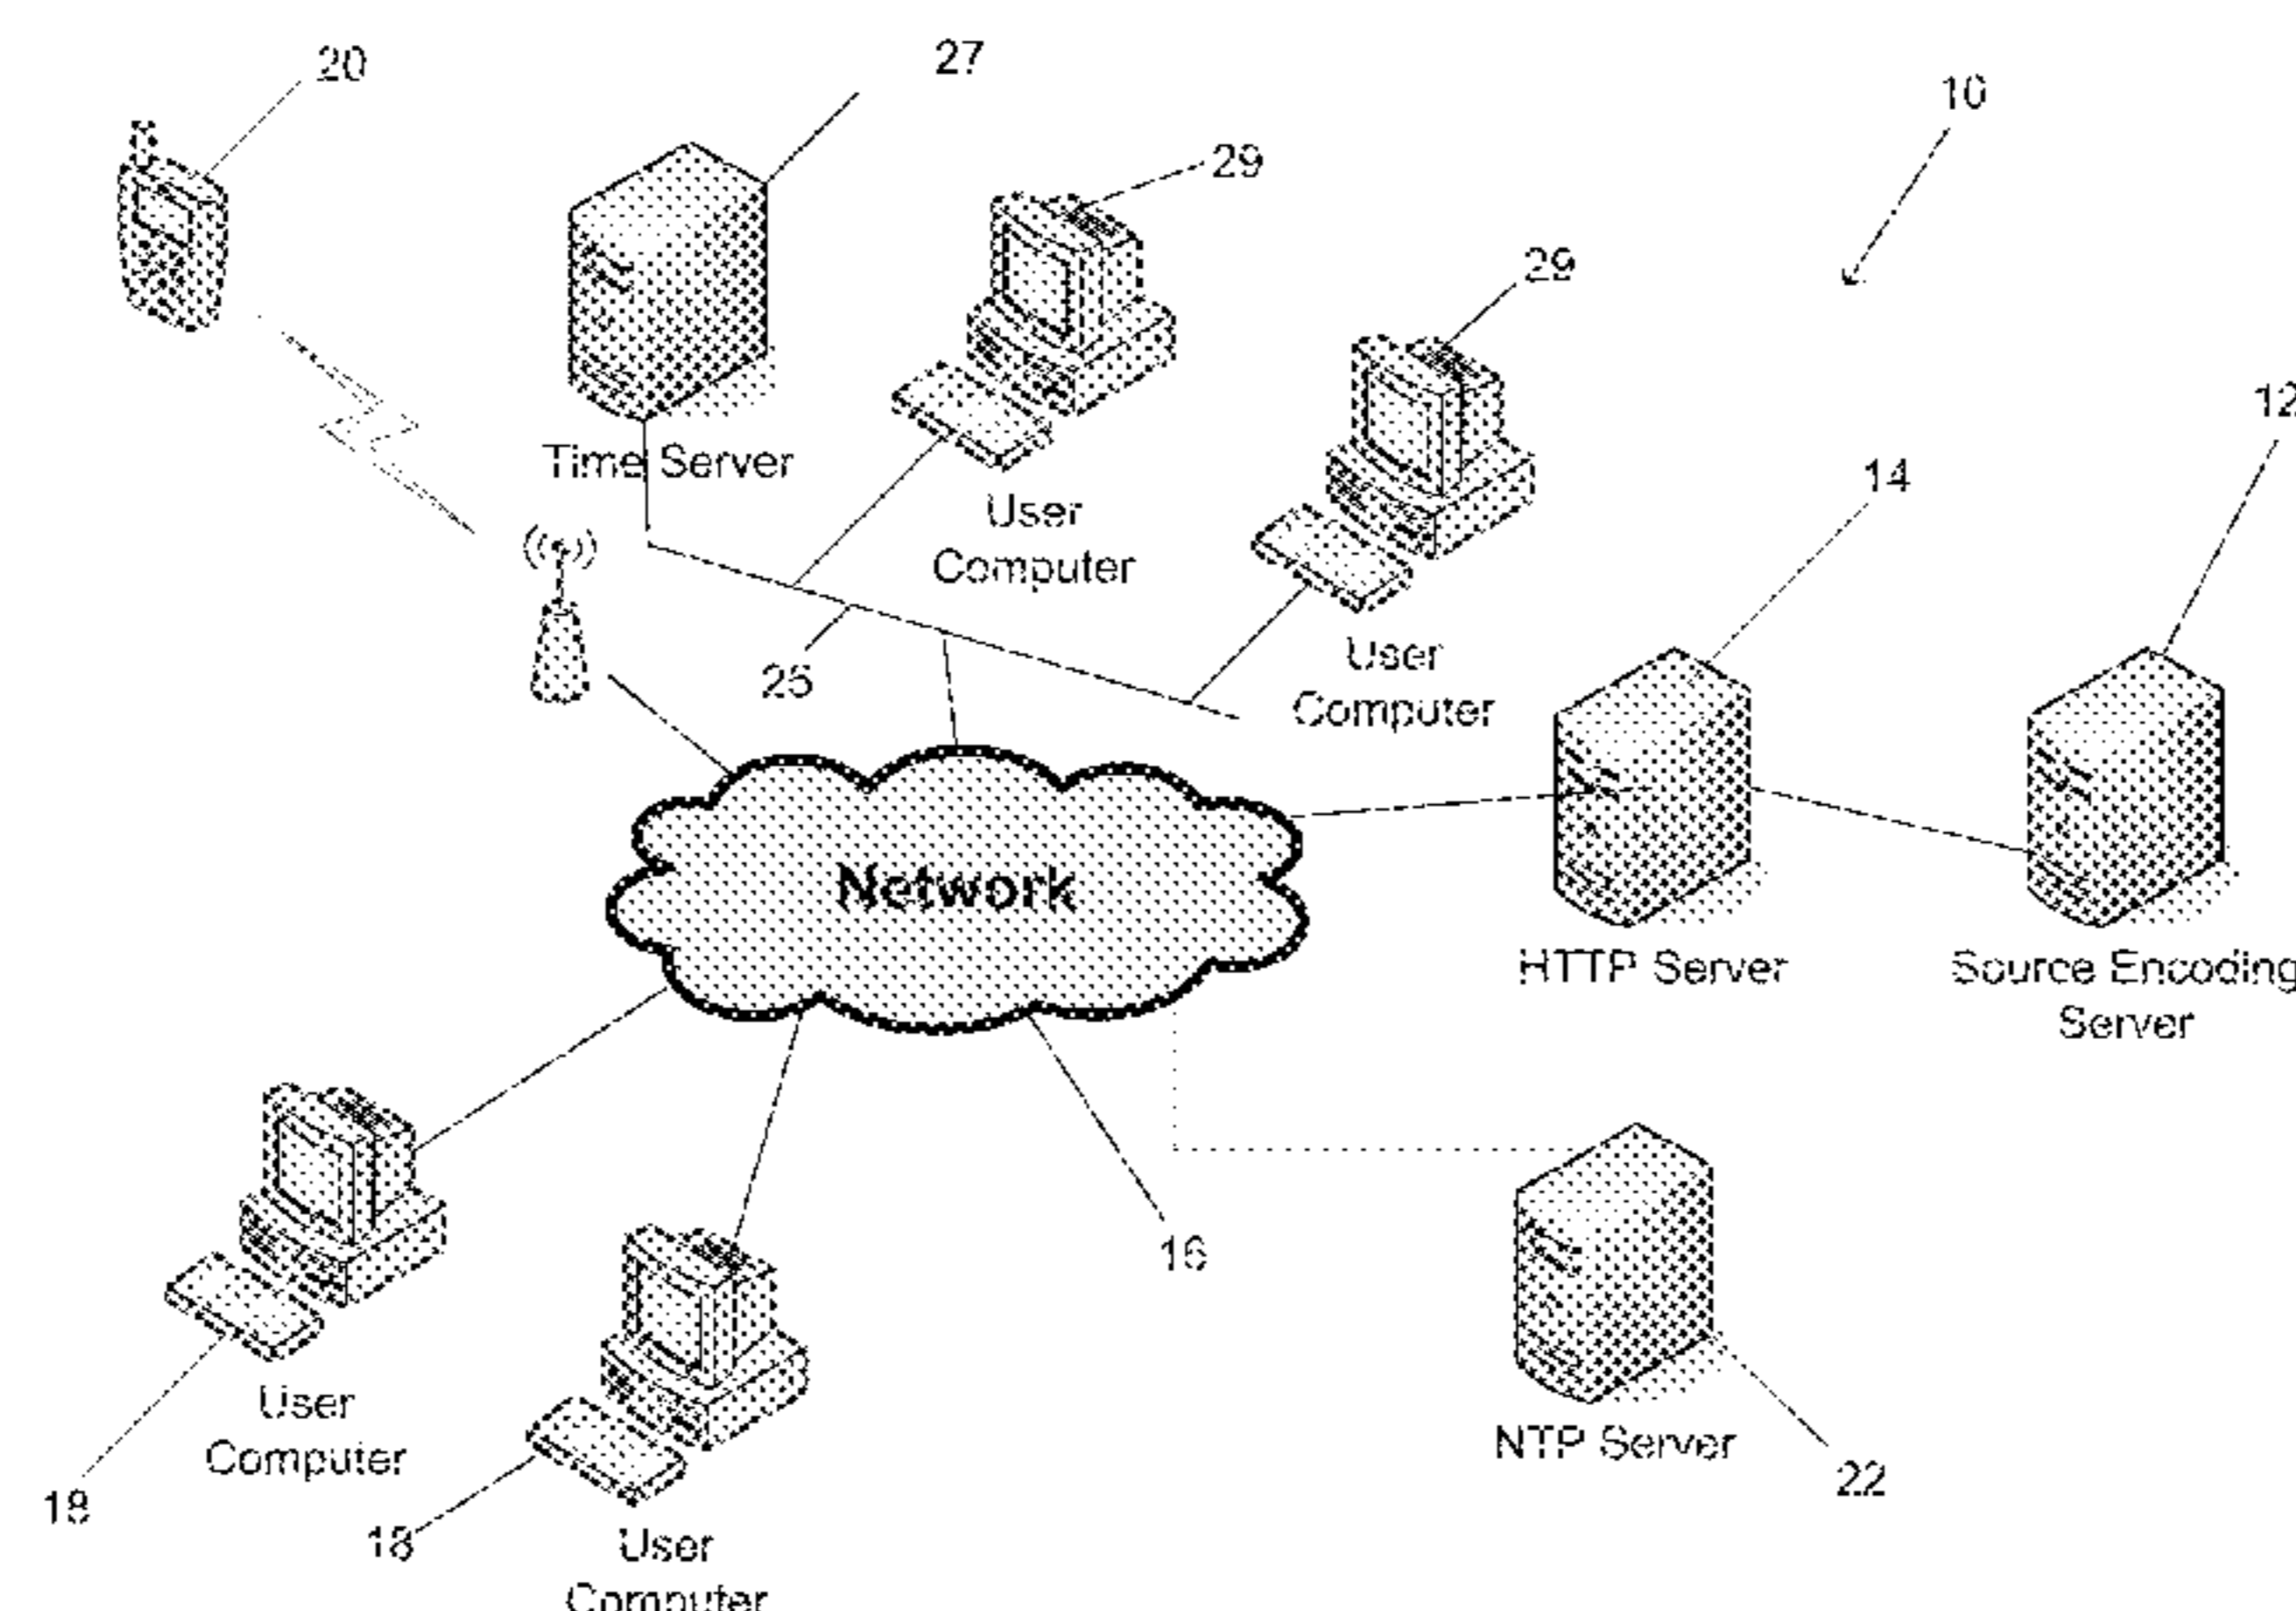 20
27
10
29
29
12
Time Server
14
User
Computer
25
User
Computer
Network
HTTP Server
Source Encoding
Server
16
User
Computer
NTP Server
22
18
18
User
Computer